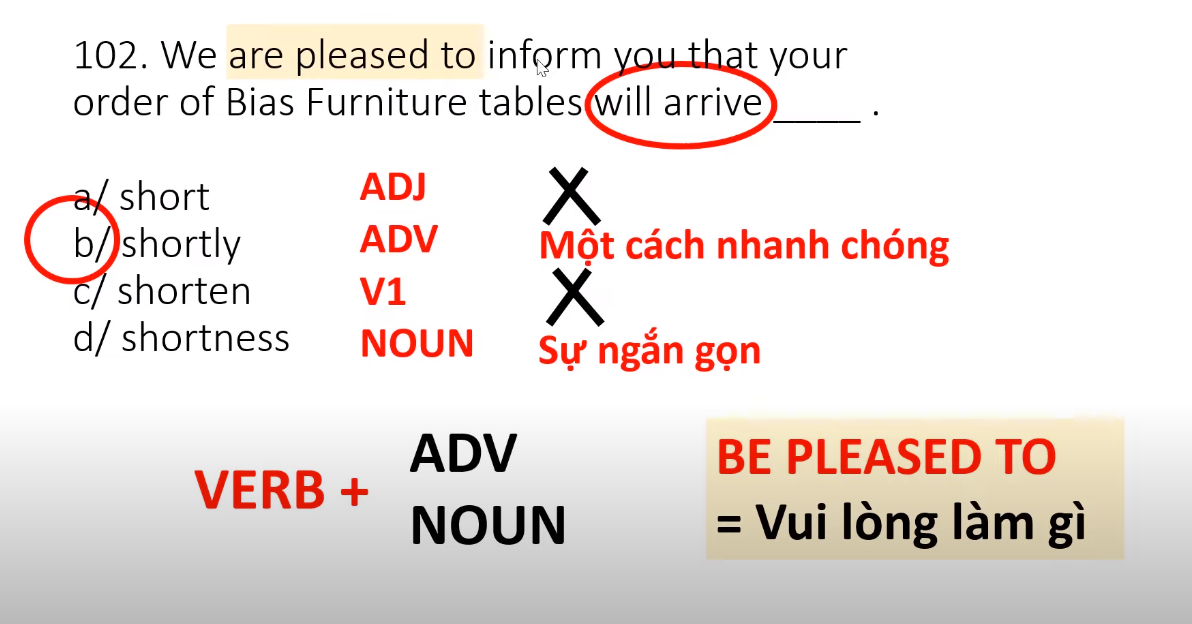 102. We are pleased to inform you that your
order of Bias Furniture tables will arrive ____ .
a/ short ADJ
b/ shortly ADV Một cách nhanh chóng
c/ shorten V1
d/ shortness NOUN Sự ngắn gọn
VERB + ADV
NOUN
BE PLEASED TO
= Vui lòng làm gì